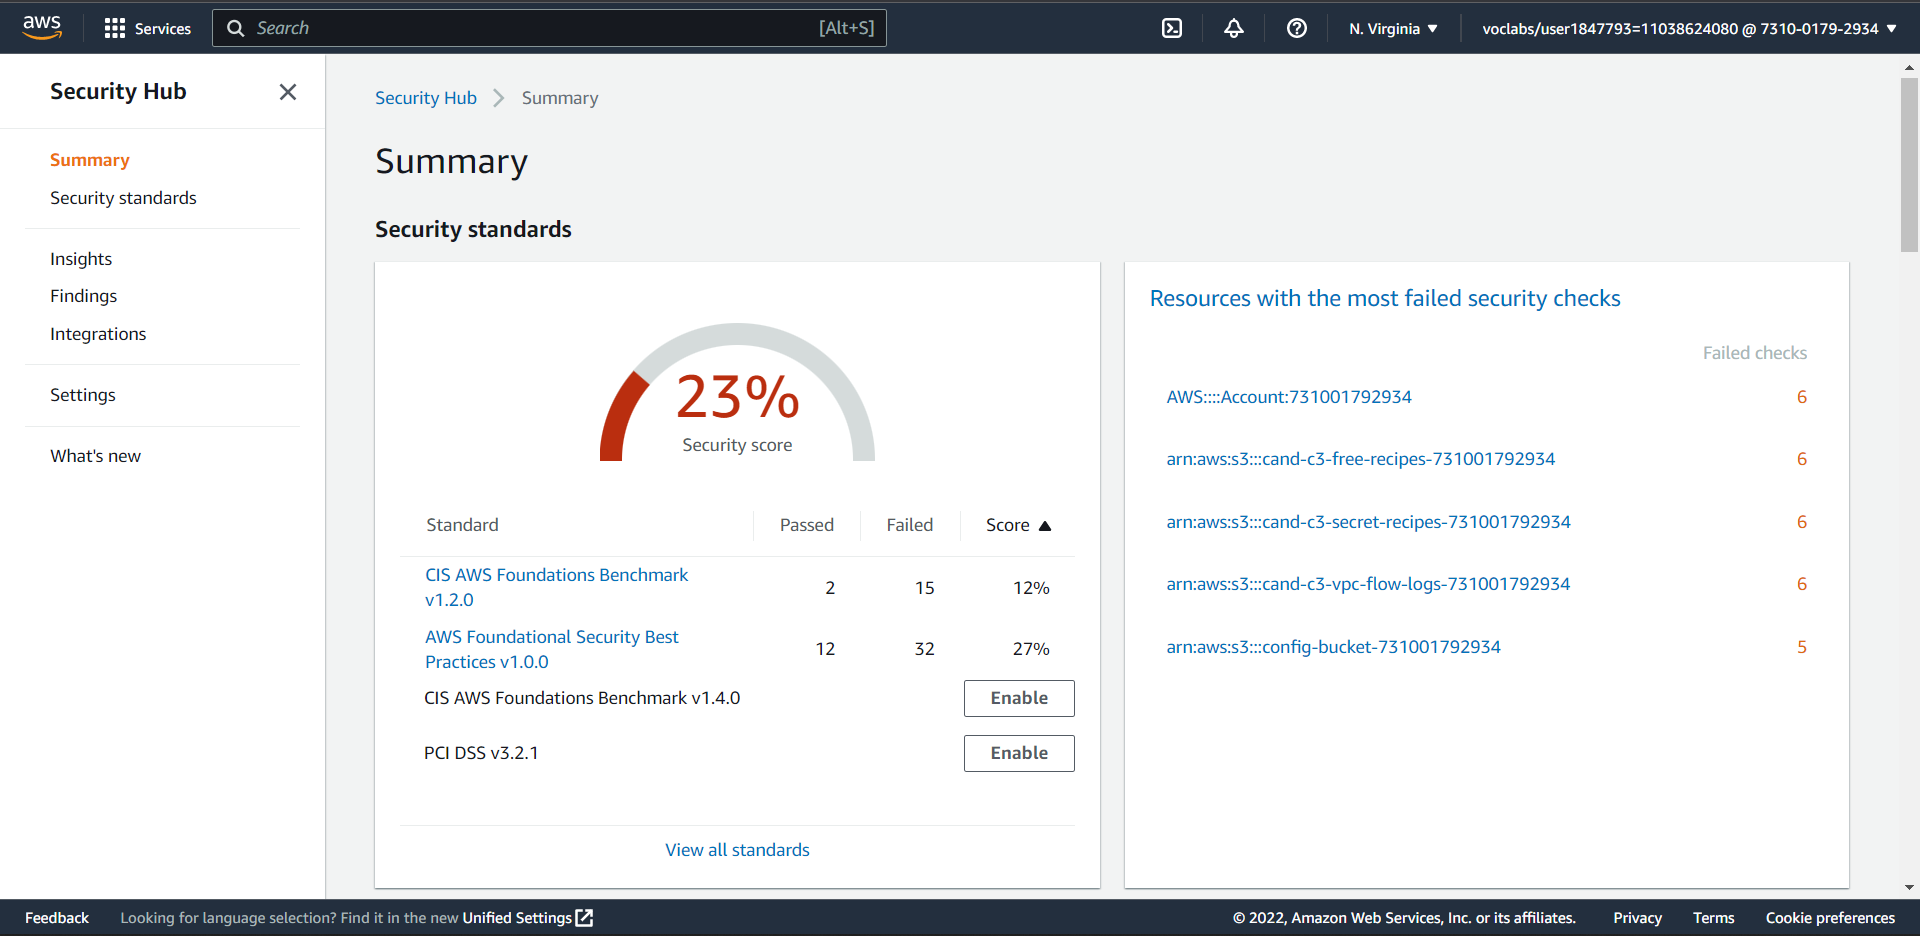 aws
Services
Search
[Alt+S]
N. Virginia
voclabs/user1847793=11038624080 @ 7310-0179-2934
Security Hub
Summary
Security standards
Insights
Findings
Integrations
Settings
What's new
Security Hub
Summary
Summary
Security standards
23%
Security score
Standard Passed Failed Score
CIS AWS Foundations Benchmark
v1.2.0
2 15 12%
AWS Foundational Security Best
Practices v1.0.0
12 32 27%
CIS AWS Foundations Benchmark v1.4.0
Enable
PCI DSS v3.2.1
Enable
View all standards
Resources with the most failed security checks
Failed checks
AWS::::Account:731001792934 6
arn:aws:s3:::cand-c3-free-recipes-731001792934 6
arn:aws:s3:::cand-c3-secret-recipes-731001792934 6
arn:aws:s3:::cand-c3-vpc-flow-logs-731001792934 6
arn:aws:s3:::config-bucket-731001792934 5
Feedback
Looking for language selection? Find it in the new Unified Settings
© 2022, Amazon Web Services, Inc. or its affiliates.
Privacy
Terms
Cookie preferences